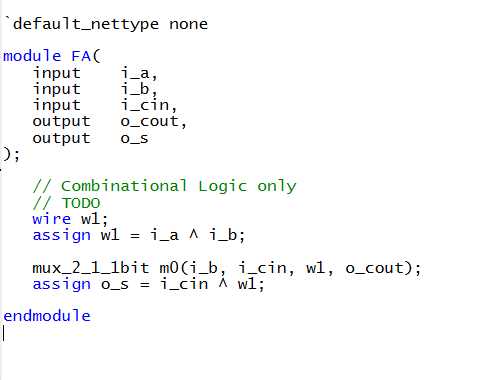 `default_nettype none
module FA(
input i_a,
input i_b,
input i_cin,
output o_cout,
output o_s
);
// Combinational Logic only
// TODO
wire w1;
assign w1 = i_a ^ i_b;
mux_2_1_1bit m0(i_b, i_cin, w1, o_cout);
assign o_s = i_cin ^ w1;
endmodule